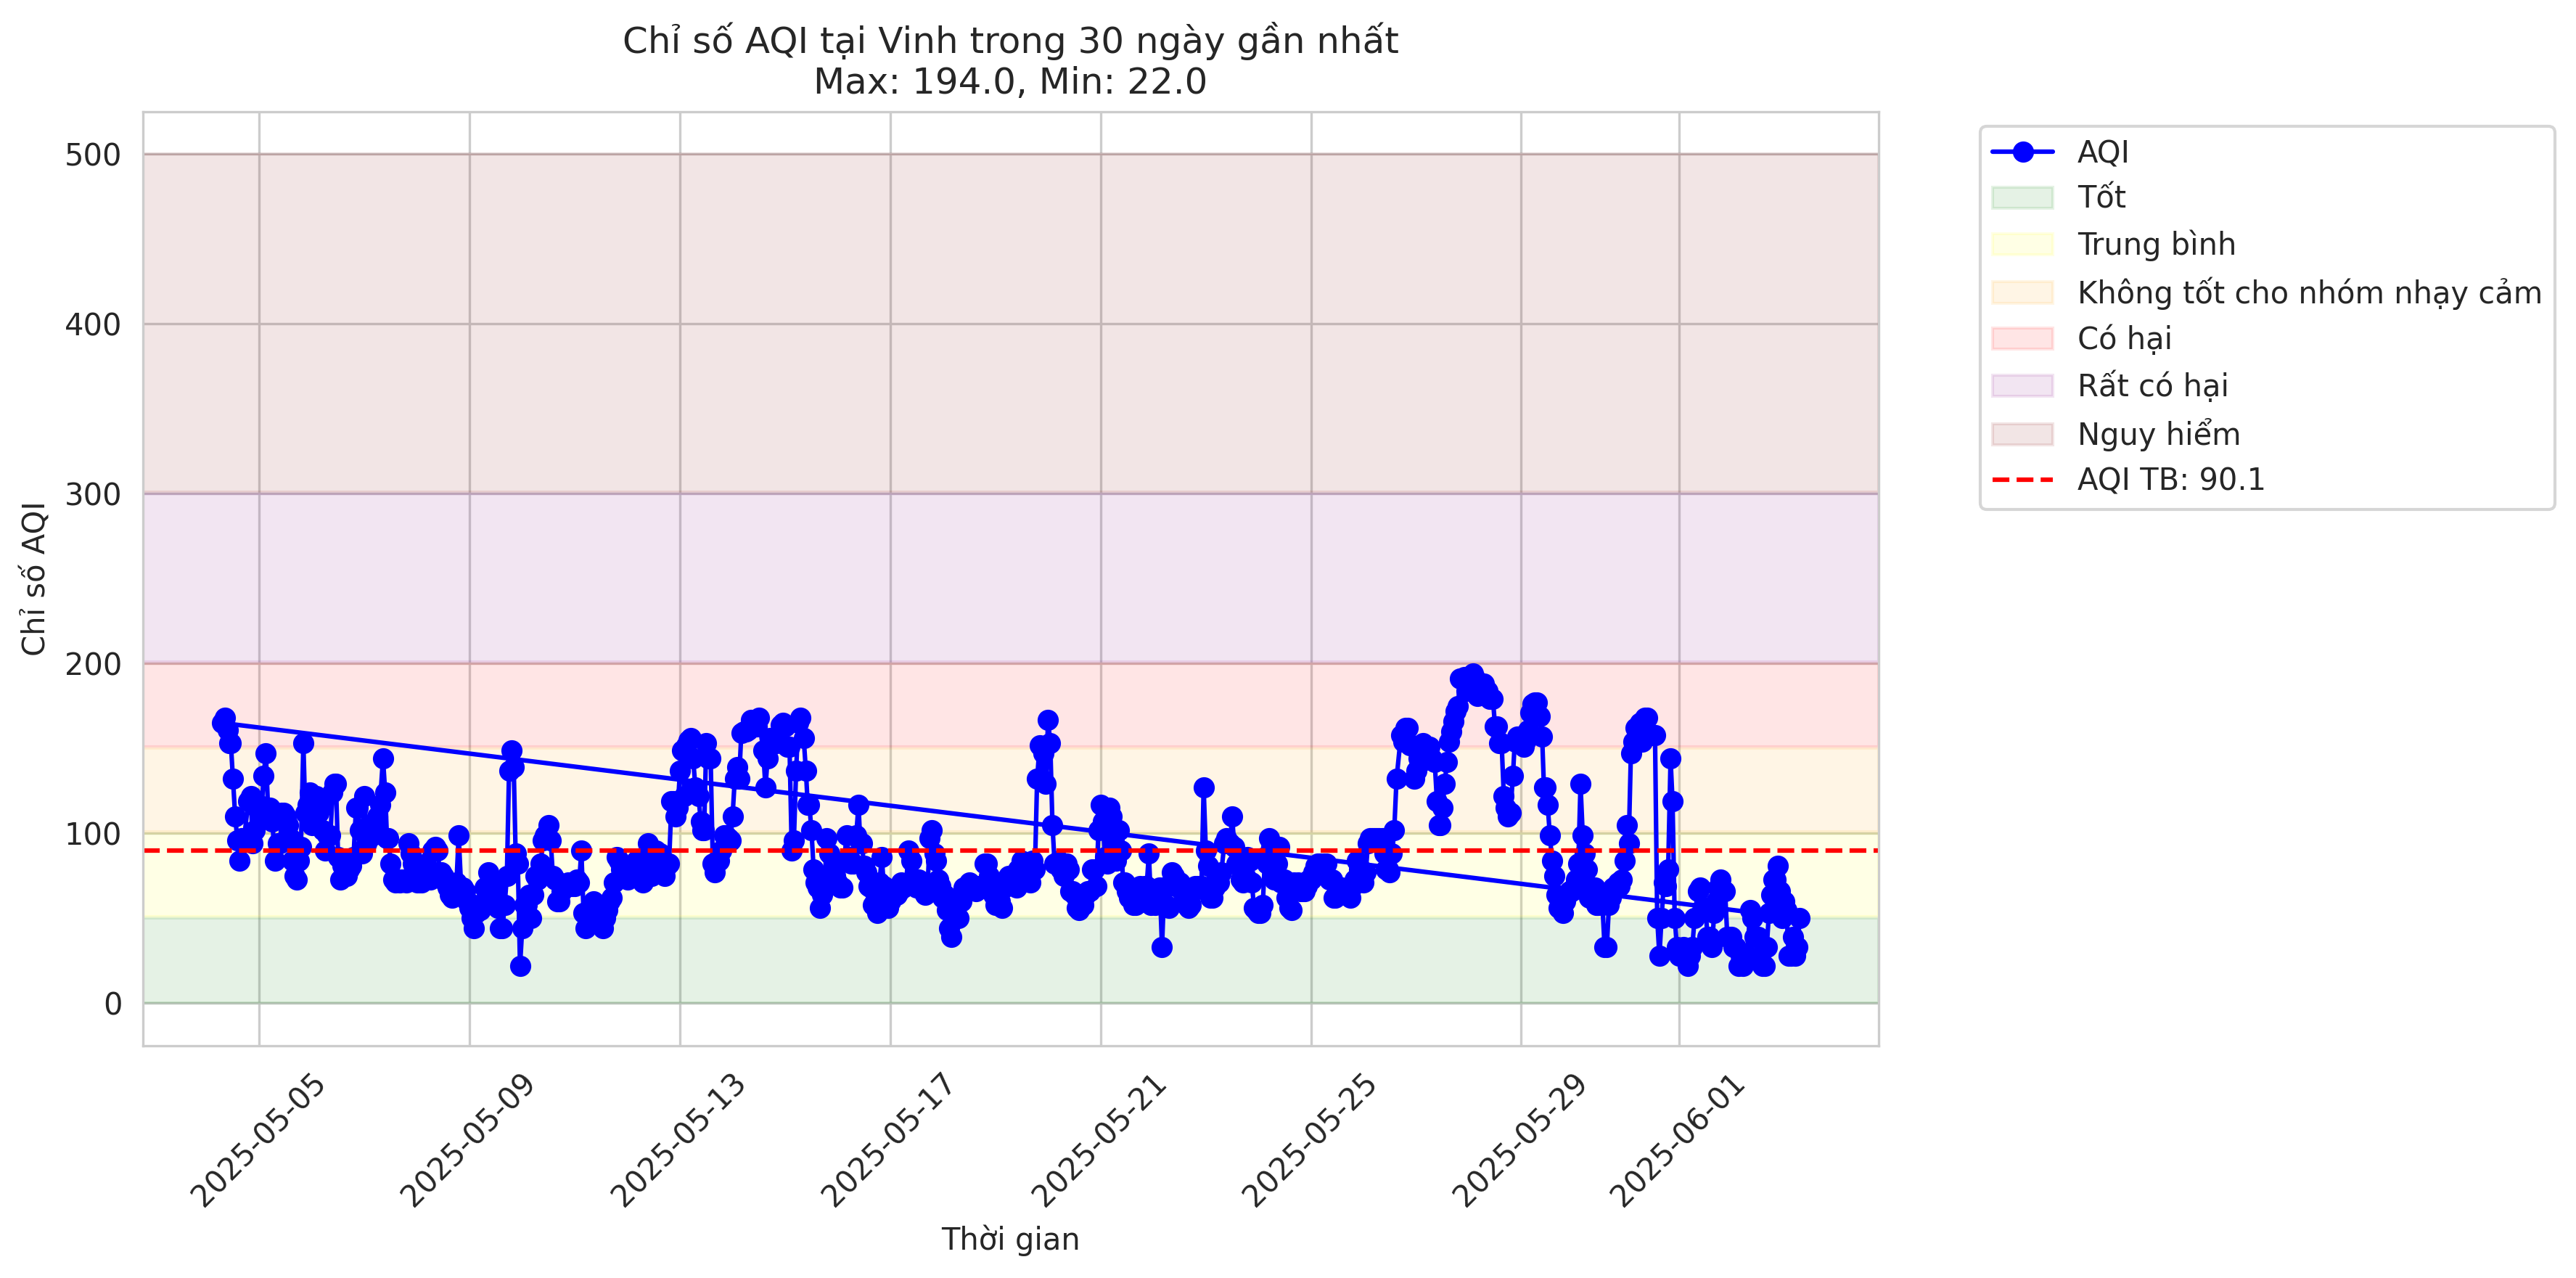 Chỉ số AQI tại Vinh trong 30 ngày gần nhất
Max: 194.0, Min: 22.0
Chỉ số AQI
500
400
300
200
100
0
2025-05-05
2025-05-09
2025-05-13
2025-05-17
2025-05-21
2025-05-25
2025-05-29
2025-06-01
Thời gian
AQI
Tốt
Trung bình
Không tốt cho nhóm nhạy cảm
Có hại
Rất có hại
Nguy hiểm
AQI TB: 90.1